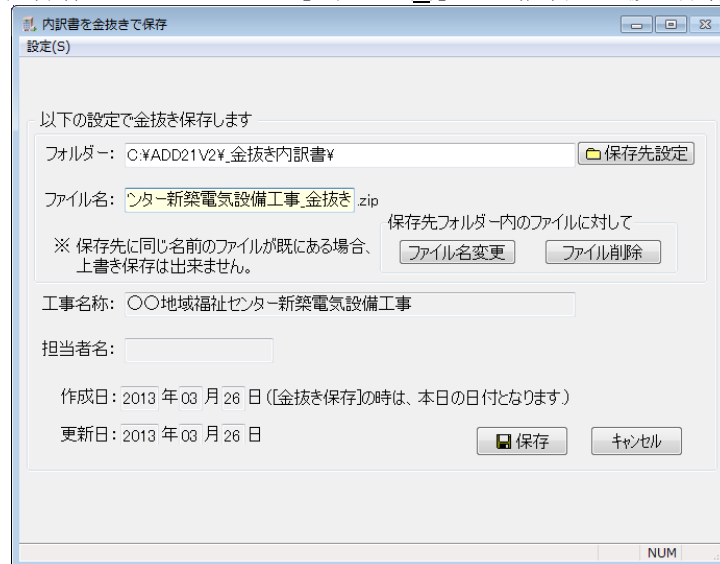 内訳書を金抜きで保存
設定(S)
以下の設定で金抜き保存します
フォルダー: C:¥ADD21V2¥_金抜き内訳書¥ 保存先設定
ファイル名: ンター新築電気設備工事_金抜き .zip
保存先フォルダー内のファイルに対して
※ 保存先に同じ名前のファイルが既にある場合、
上書き保存は出来ません。
ファイル名変更 ファイル削除
工事名称: 〇〇地域福祉センター新築電気設備工事
担当者名:
作成日: 2013 年 03 月 26 日 ([金抜き保存]の時は、本日の日付となります)
更新日: 2013 年 03 月 26 日
保存 キャンセル
NUM